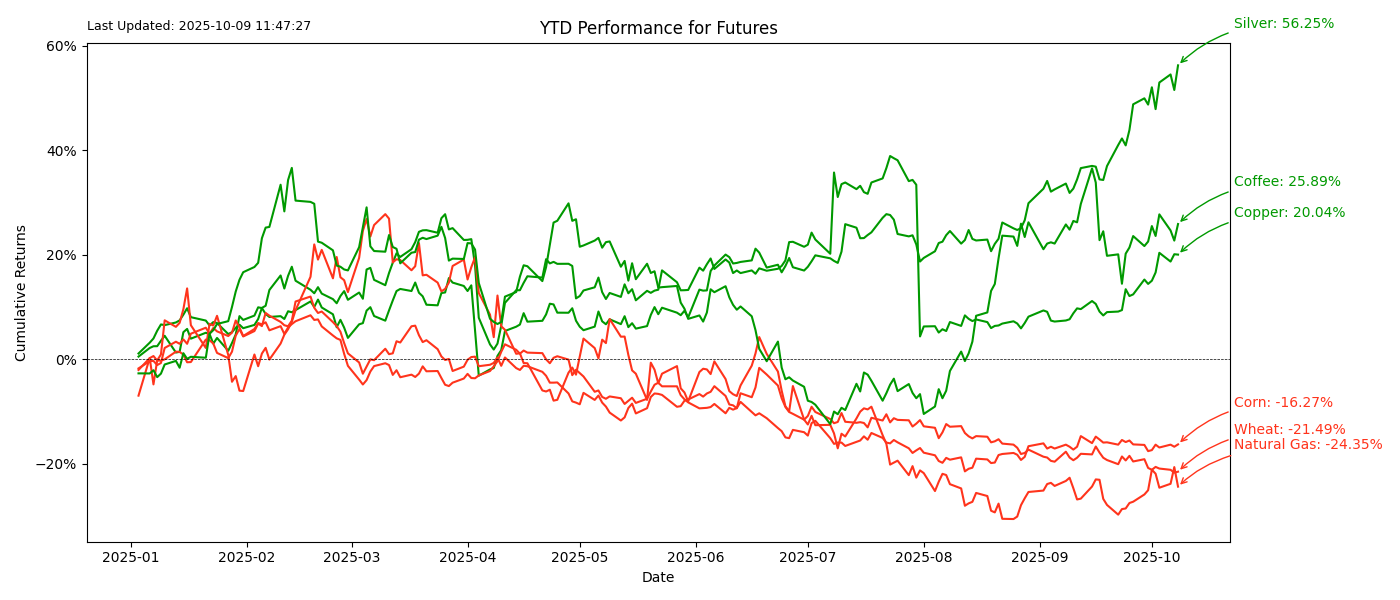 Last Updated: 2025-10-09 11:47:27
YTD Performance for Futures
Silver: 56.25%
Coffee: 25.89%
Copper: 20.04%
Corn: -16.27%
Wheat: -21.49%
Natural Gas: -24.35%
Cumulative Returns
60%
40%
20%
0%
−20%
2025-01
2025-02
2025-03
2025-04
2025-05
2025-06
2025-07
2025-08
2025-09
2025-10
Date